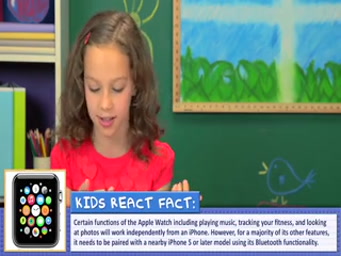 KIDS REACT FACT:
Certain functions of the Apple Watch including playing music, tracking your fitness, and looking
at photos will work independently from an iPhone. However, for a majority of its other features,
it needs to be paired with a nearby iPhone 5 or later model using its Bluetooth functionality.